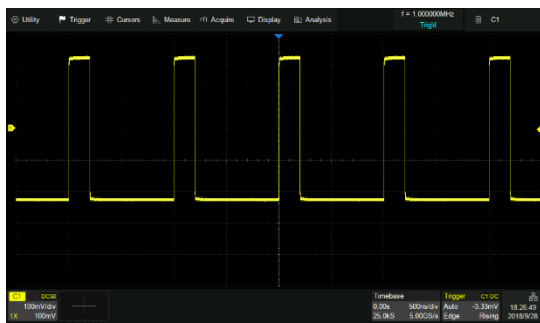 Utility Trigger Cursors Measure Acquire Display Analysis f = 1.000000MHz C1
Trig'd
C1 DC50 Timebase Trigger C1 DC
100mV/div 0.00s 500ns/div Auto -3.33mV 18:26:49
1X 100mV 25.0kS 5.00GS/s Edge Rising 2018/9/28